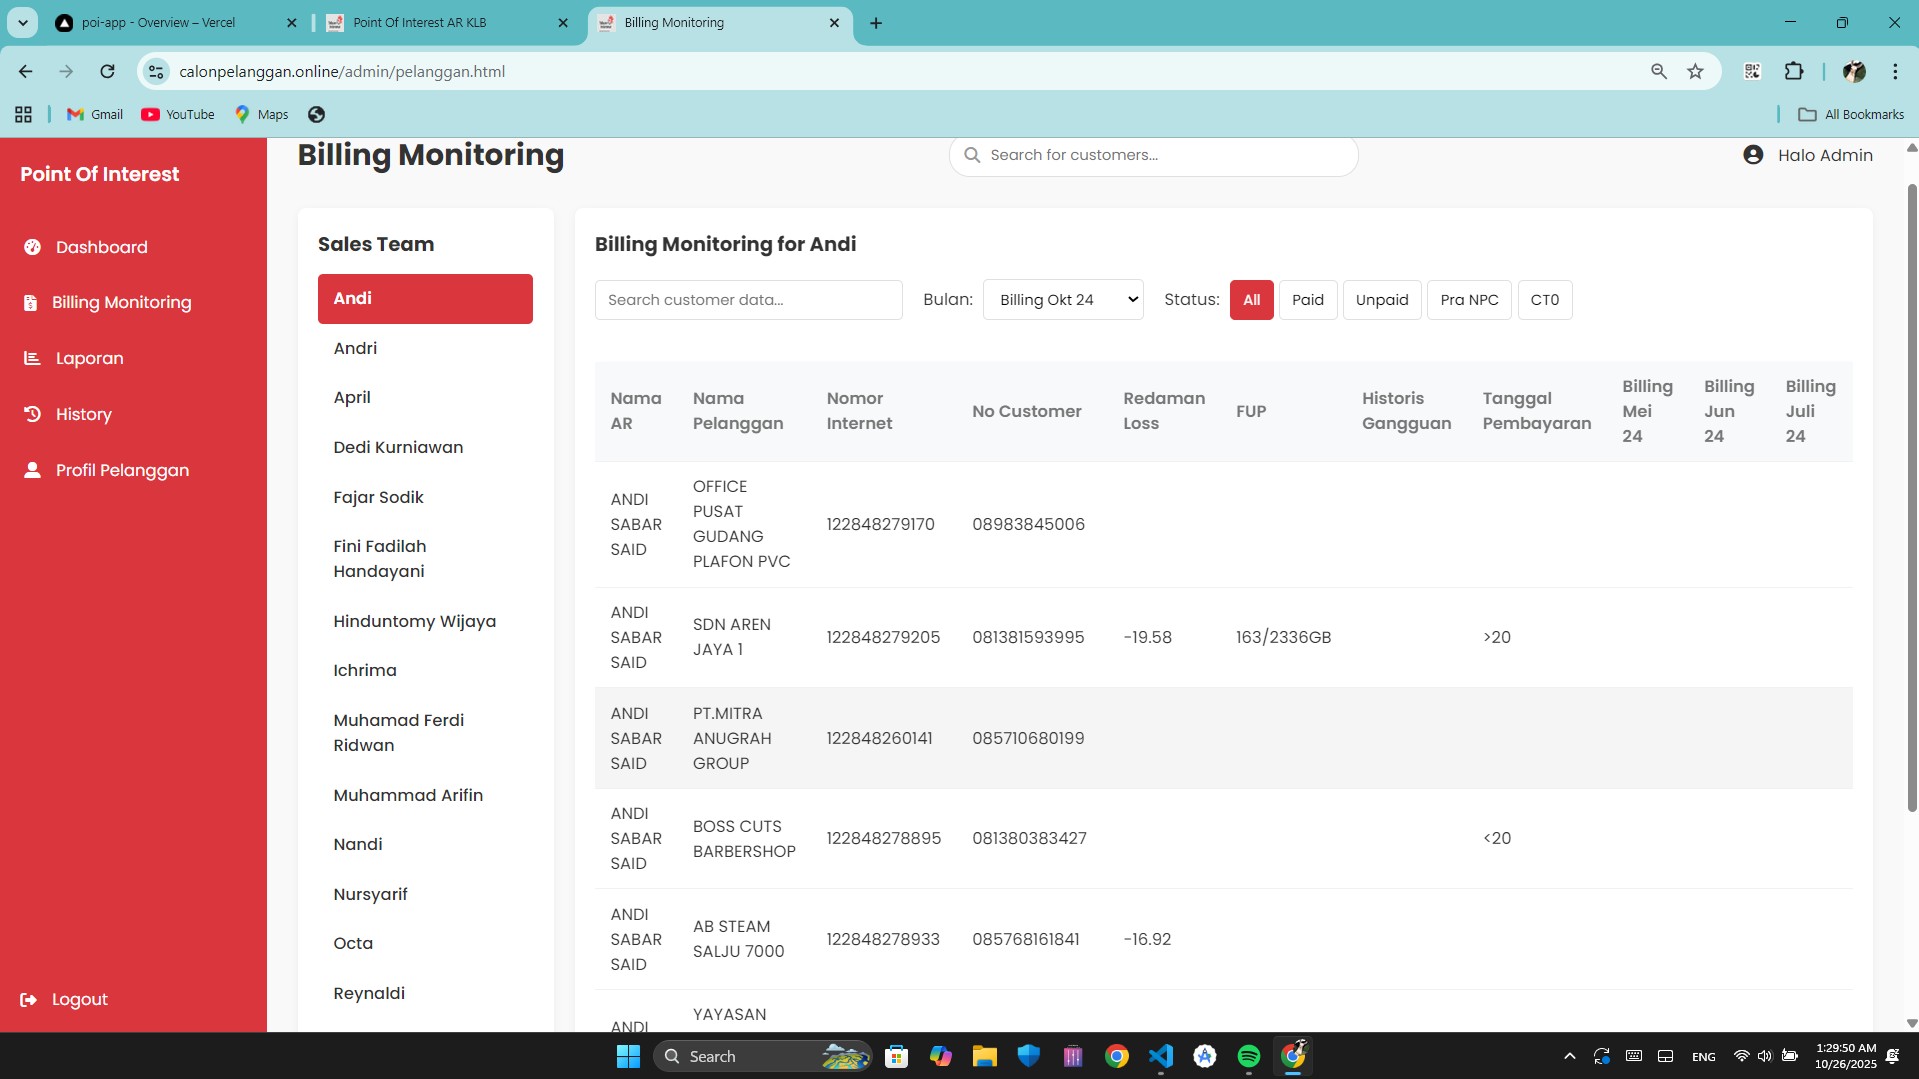 poi-app - Overview – Vercel
Point Of Interest AR KLB
Billing Monitoring
calonpelanggan.online/admin/pelanggan.html
Gmail
YouTube
Maps
All Bookmarks
Point Of Interest
Dashboard
Billing Monitoring
Laporan
History
Profil Pelanggan
Logout
Billing Monitoring
Search for customers...
Halo Admin
Sales Team
Andi
Andri
April
Dedi Kurniawan
Fajar Sodik
Fini Fadilah
Handayani
Hinduntomy Wijaya
Ichrima
Muhamad Ferdi
Ridwan
Muhammad Arifin
Nandi
Nursyarif
Octa
Reynaldi
Billing Monitoring for Andi
Search customer data...
Bulan: Billing Okt 24
Status: All Paid Unpaid Pra NPC CT0
Nama
AR
Nama
Pelanggan
Nomor
Internet
No Customer
Redaman
Loss
FUP
Historis
Gangguan
Tanggal
Pembayaran
Billing
Mei
24
Billing
Jun
24
Billing
Juli
24
ANDI
SABAR
SAID
OFFICE
PUSAT
GUDANG
PLAFON PVC
122848279170
08983845006
ANDI
SABAR
SAID
SDN AREN
JAYA 1
122848279205
081381593995
-19.58
163/2336GB
>20
ANDI
SABAR
SAID
PT.MITRA
ANUGRAH
GROUP
122848260141
085710680199
ANDI
SABAR
SAID
BOSS CUTS
BARBERSHOP
122848278895
081380383427
<20
ANDI
SABAR
SAID
AB STEAM
SALJU 7000
122848278933
085768161841
-16.92
ANDI
YAYASAN
Search
ENG
1:29:50 AM
10/26/2025